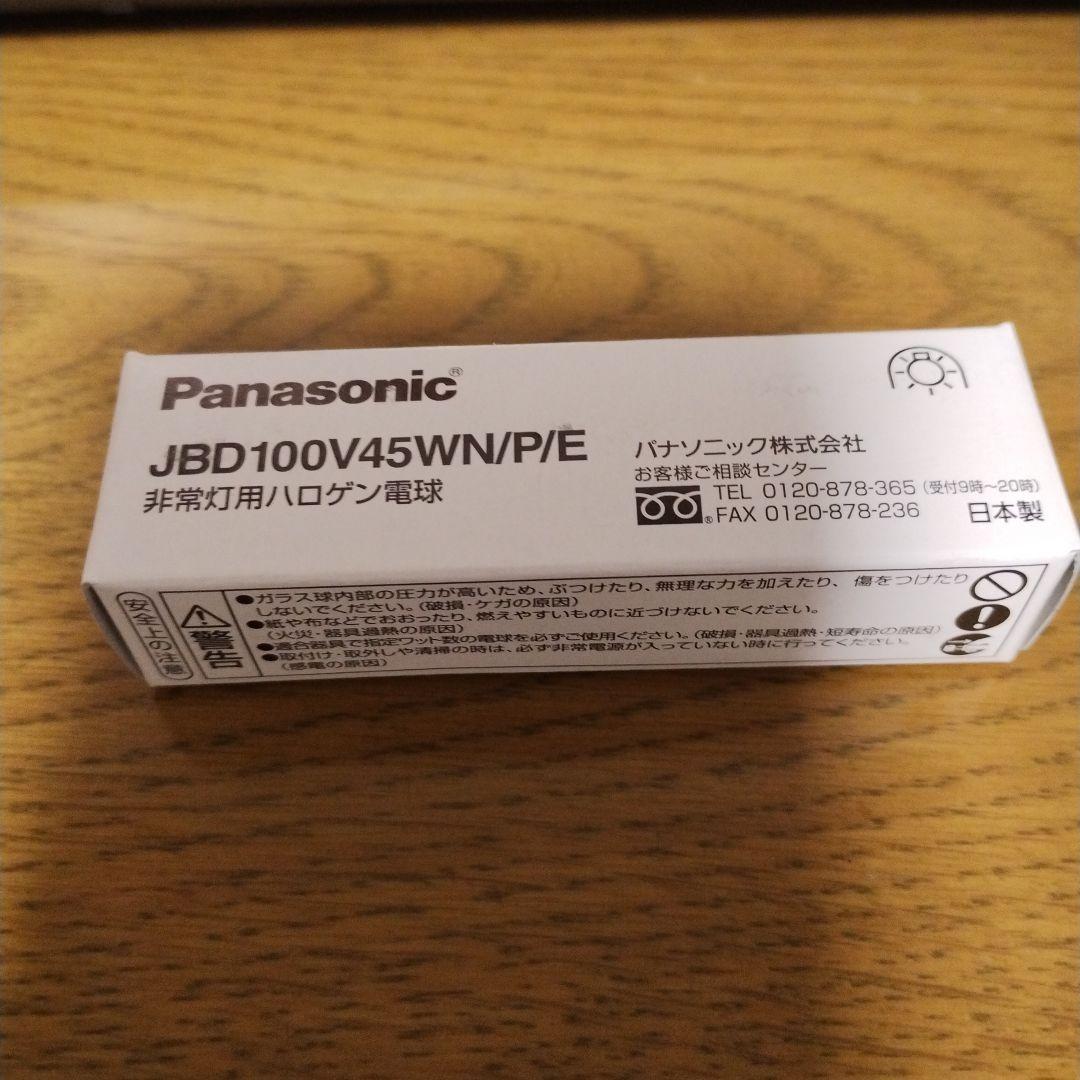 Panasonic®
JBD100V45WN/P/E
非常灯用ハロゲン電球
パナソニック株式会社
お客様ご相談センター
TEL 0120-878-365(受付9時〜20時)
®FAX 0120-878-236
日本製
安全上の注意
警告
●ガラス球内部の圧力が高いため、ぶつけたり、無理な力を加えたり、傷をつけたり
しないでください。(破損・ケガの原因)
●紙や布などでおおったり、燃えやすいものに近づけないでください。
(火災・器具過熱の原因)
●適合器具で指定ワット数の電球を必ずご使用ください。(破損・器具過熱・短寿命の原因)
●取付け・取外しや清掃の時は、必ず非常電源が入っていない時に行ってください。
(感電の原因)